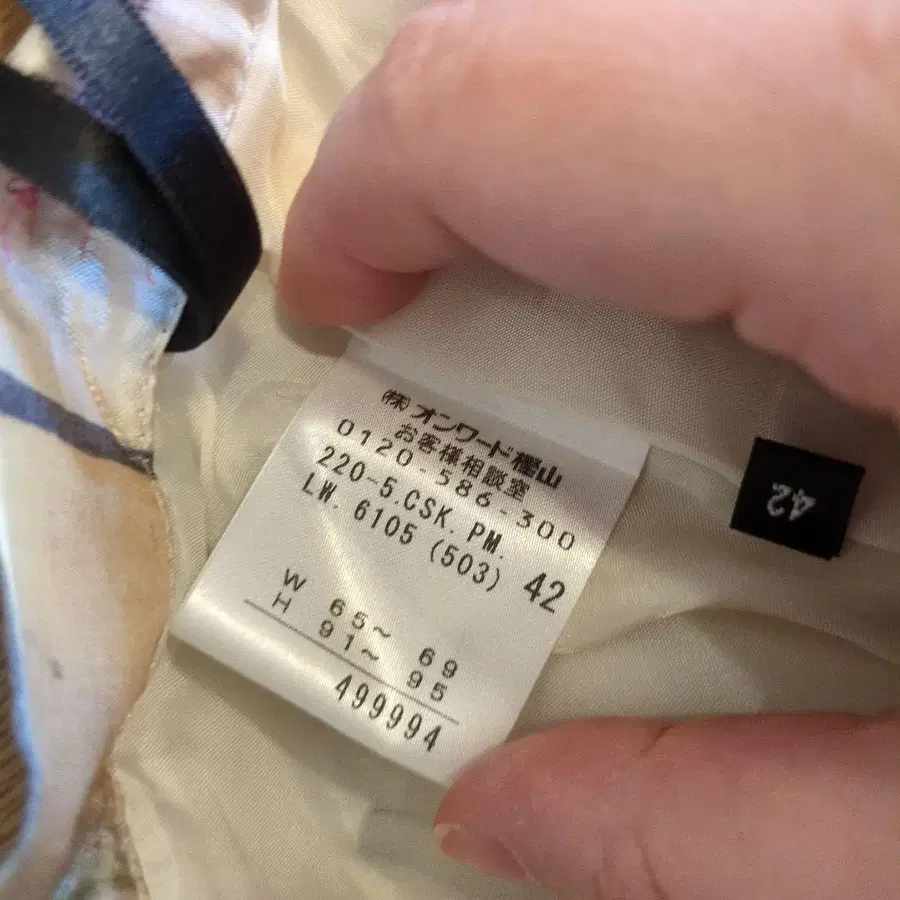 (株)オンワード樫山
お客様相談室
0120-586-300
220-5.CSK.PM.
LW.6105(503) 42
W 65~69
H 91~95
499994
42